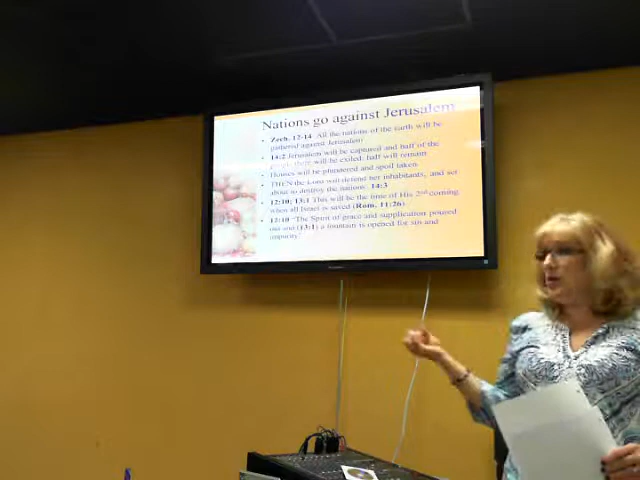 Nations go against Jerusalem
• Zech. 12-14 All the nations of the earth will be
gathered against Jerusalem
• 14:2 Jerusalem will be captured and half of the
people there will be exiled. half will remain
• Houses will be plundered and spoil taken
• THEN the Lord will defend her inhabitants, and set
about to destroy the nations. 14:3
• 12:10; 13:1 This will be the time of His 2nd coming
when all Israel is saved (Rom. 11:26)
• 12:10 "The Spirit of grace and supplication poured
out and (13:1) a fountain is opened for sin and
impurity"